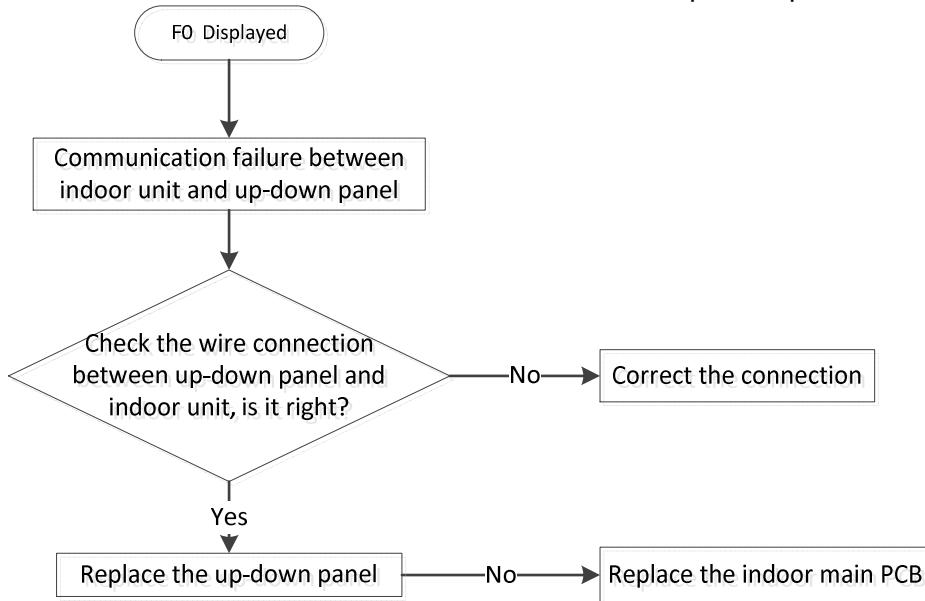 F0 Displayed
Communication failure between
indoor unit and up-down panel
Check the wire connection
between up-down panel and
indoor unit, is it right?
No
Correct the connection
Yes
Replace the up-down panel
No
Replace the indoor main PCB